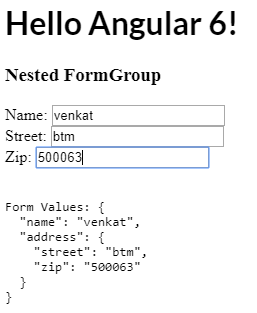 Hello Angular 6!
Nested FormGroup
Name: venkat
Street: btm
Zip: 500063
Form Values: {
  "name": "venkat",
  "address": {
    "street": "btm",
    "zip": "500063"
  }
}